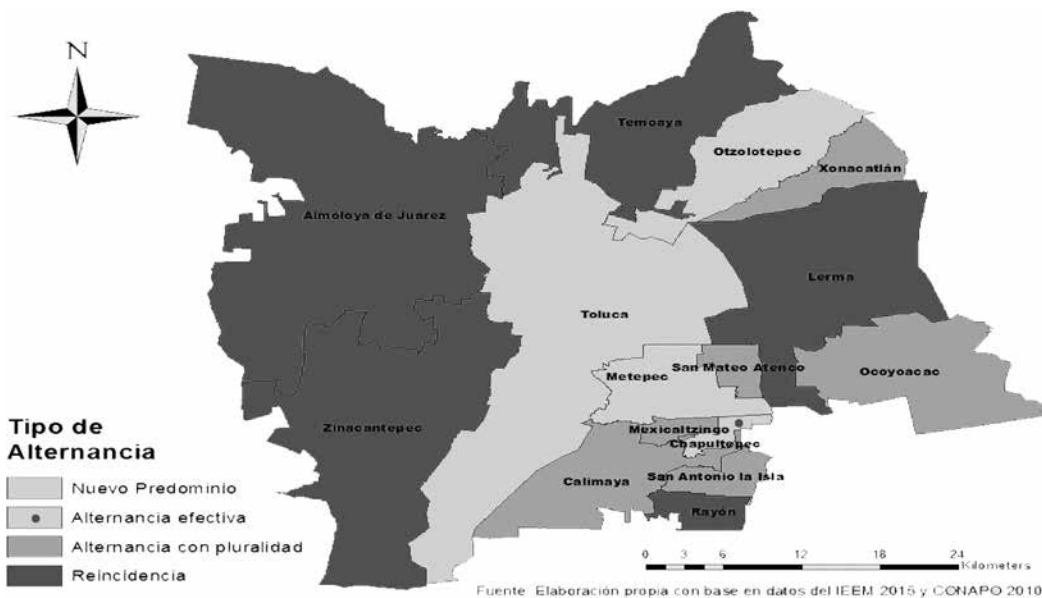 N
Temoaya
Otzolotepec
Xonacatlán
Almoloya de Juárez
Lerma
Toluca
Metepec
San Mateo Atenco
Ocoyoacac
Zinacantepec
Mexicaltzingo
Chapultepec
Calimaya
San Antonio la Isla
Rayón
Tipo de
Alternancia
Nuevo Predominio
Alternancia efectiva
Alternancia con pluralidad
Reincidencia
0 3 6 12 18 24
Kilometers
Fuente Elaboración propia con base en datos del IEEM 2015 y CONAPO 2010